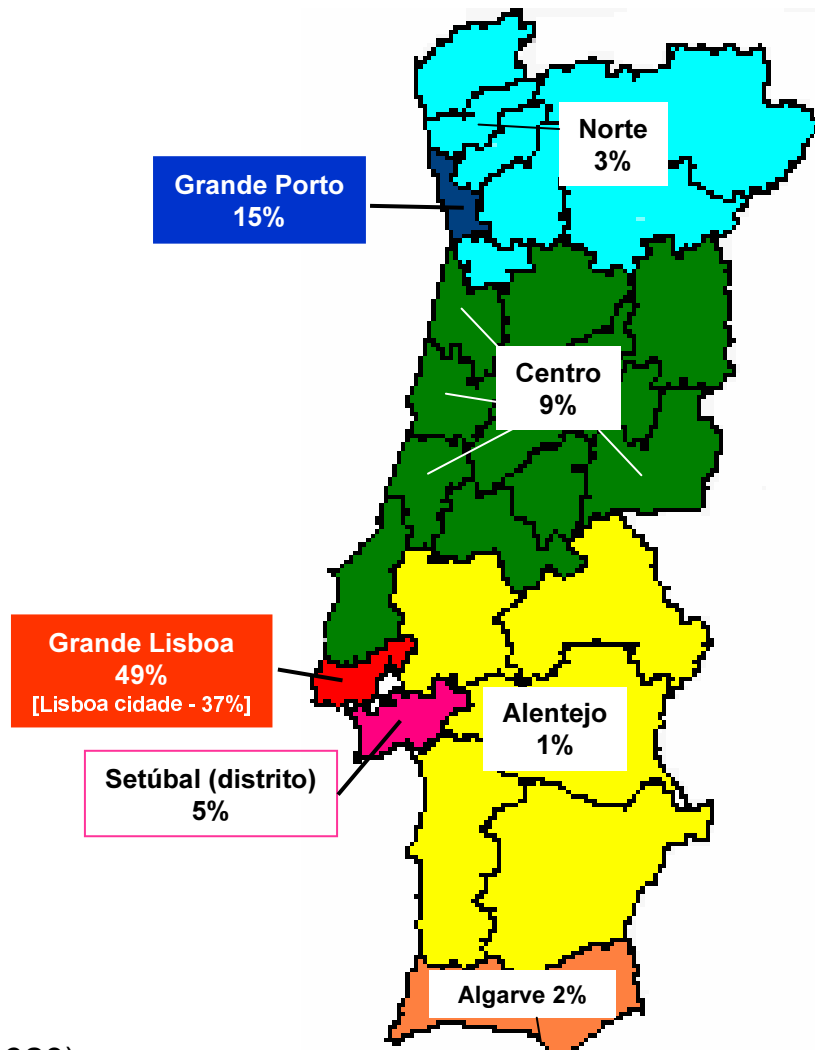 Norte
3%
Grande Porto
15%
Centro
9%
Grande Lisboa
49%
[Lisboa cidade - 37%]
Alentejo
1%
Setúbal (distrito)
5%
Algarve 2%